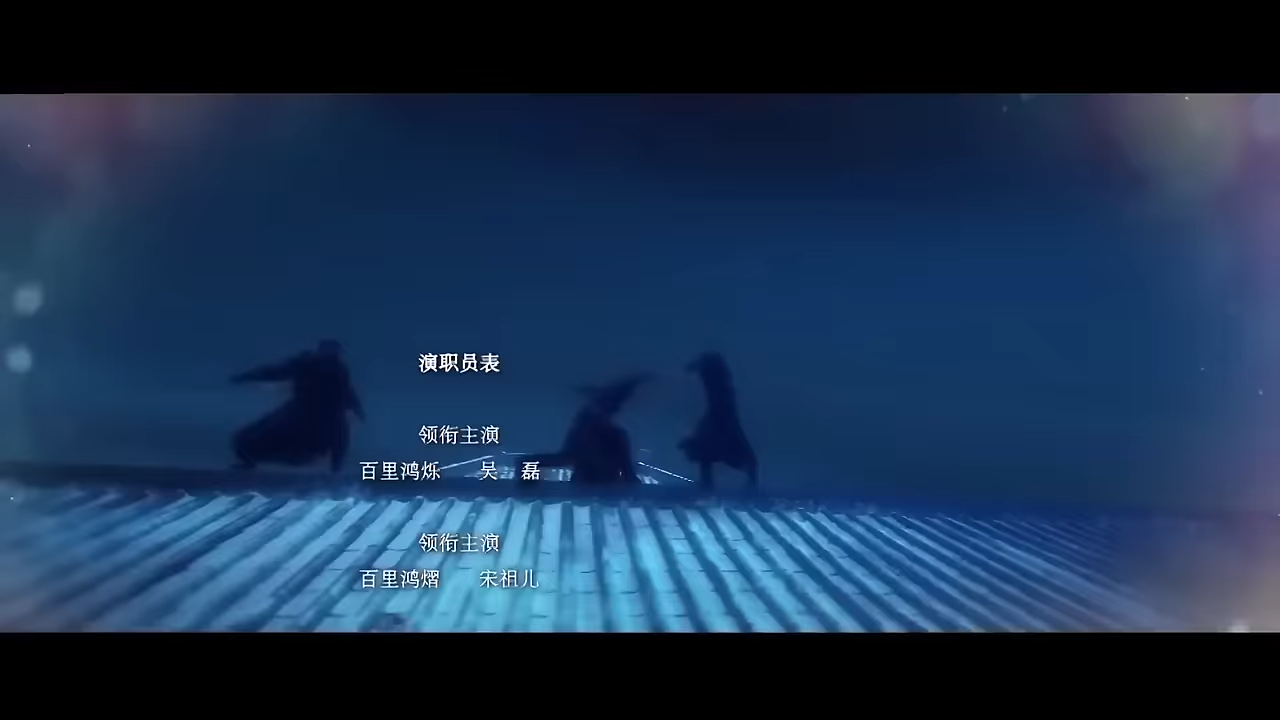 演职员表
领衔主演
百里鸿烁 吴 磊
领衔主演
百里鸿熠 宋祖儿